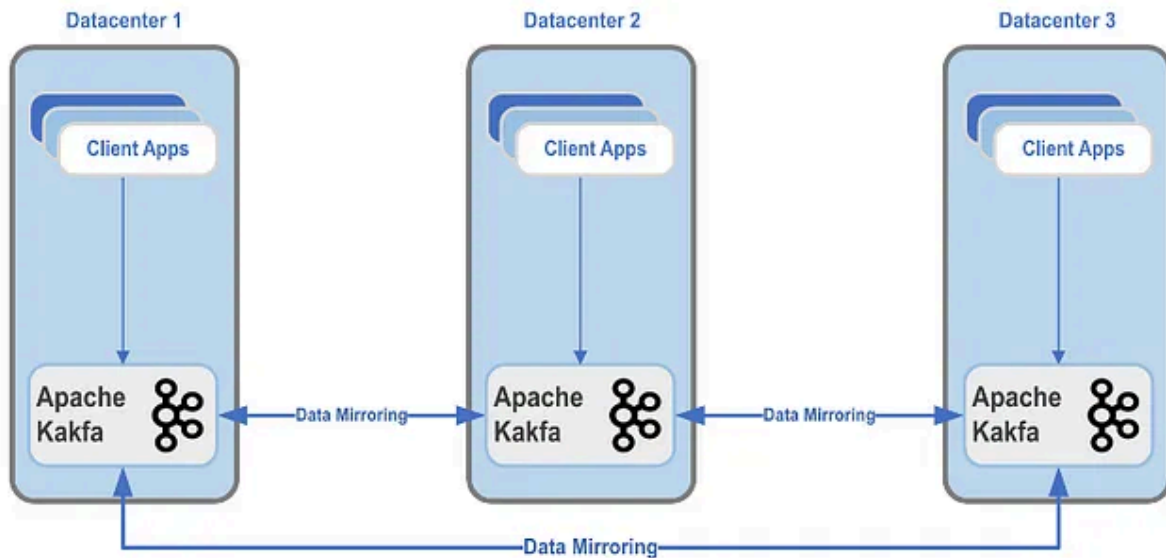 Datacenter 1
Datacenter 2
Datacenter 3
Client Apps
Client Apps
Client Apps
Apache
Kakfa
Data Mirroring
Apache
Kakfa
Data Mirroring
Apache
Kakfa
Data Mirroring